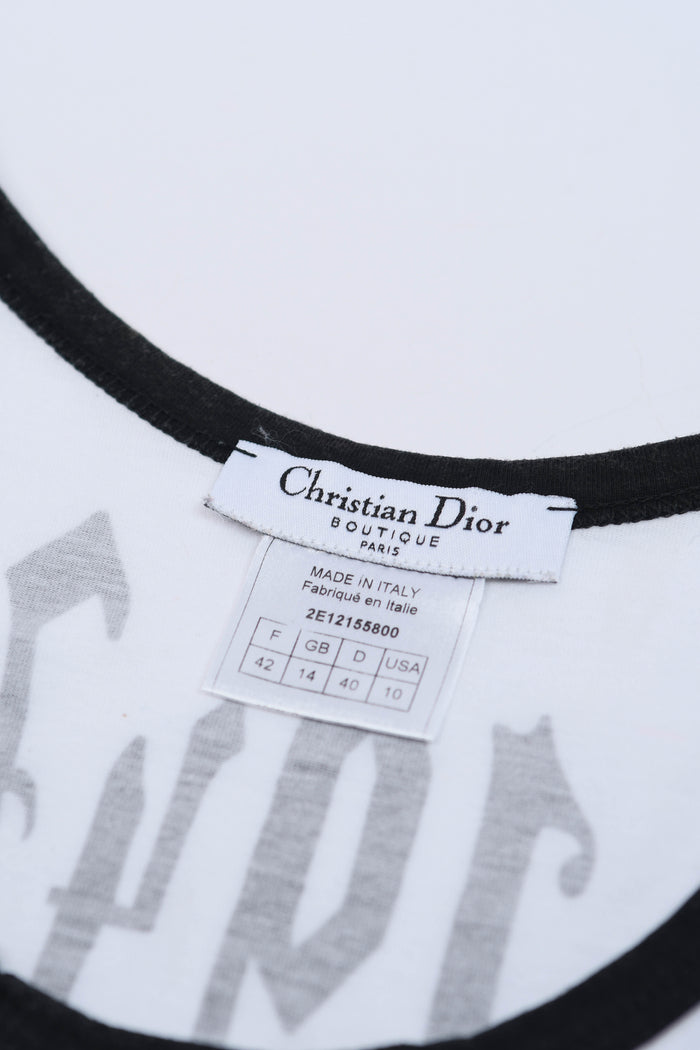 Christian Dior
BOUTIQUE
PARIS
MADE IN ITALY
Fabriqué en Italie
2E12155800
F GB D USA
42 14 40 10